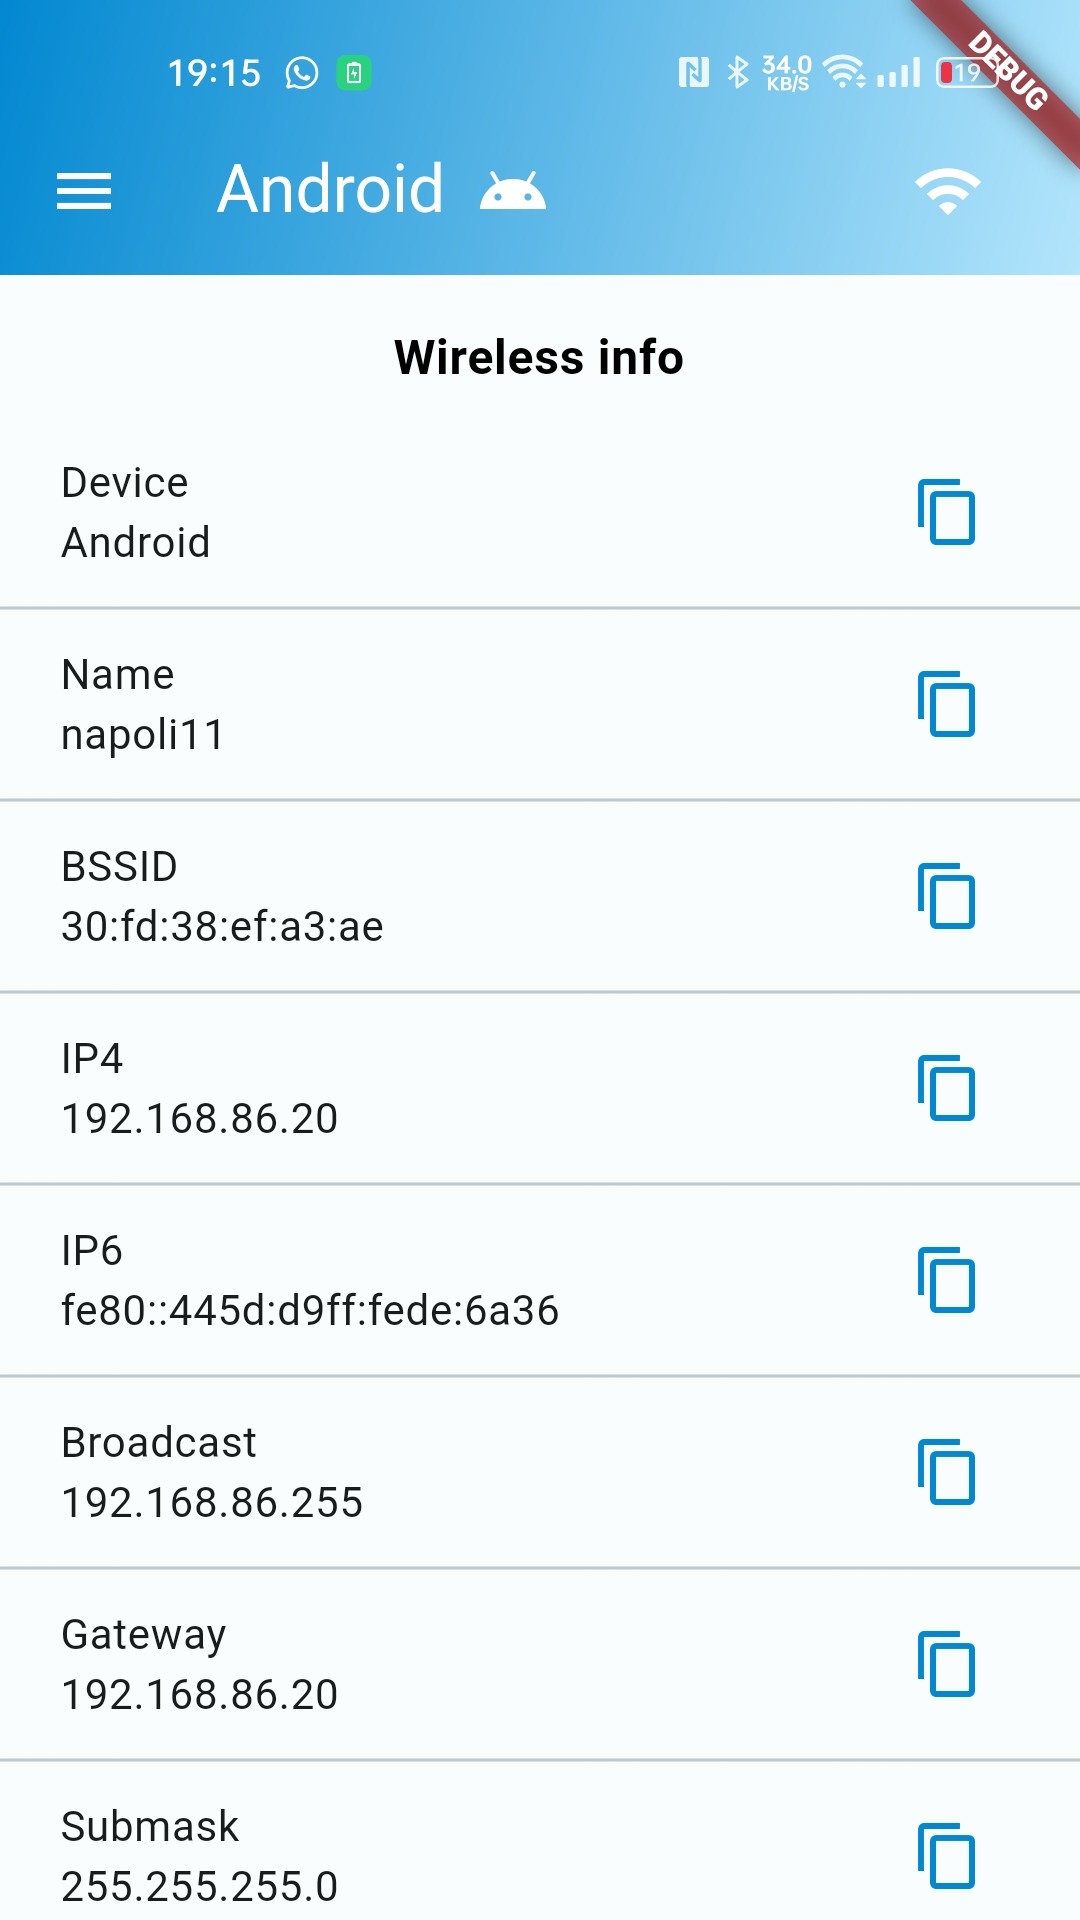 19:15 34.0 KB/S 19
DEBUG
Android
Wireless info
Device
Android
Name
napoli11
BSSID
30:fd:38:ef:a3:ae
IP4
192.168.86.20
IP6
fe80::445d:d9ff:fede:6a36
Broadcast
192.168.86.255
Gateway
192.168.86.20
Submask
255.255.255.0